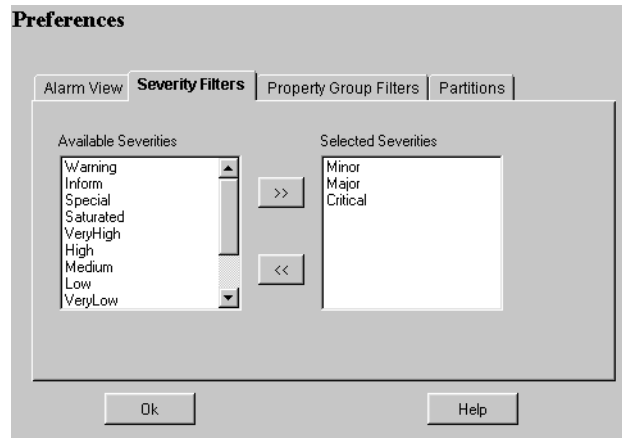 Preferences
Alarm View Severity Filters Property Group Filters Partitions
Available Severities Selected Severities
Warning Minor
Inform >> Major
Special Critical
Saturated
VeryHigh
High
Medium <<
Low
VeryLow
Ok Help